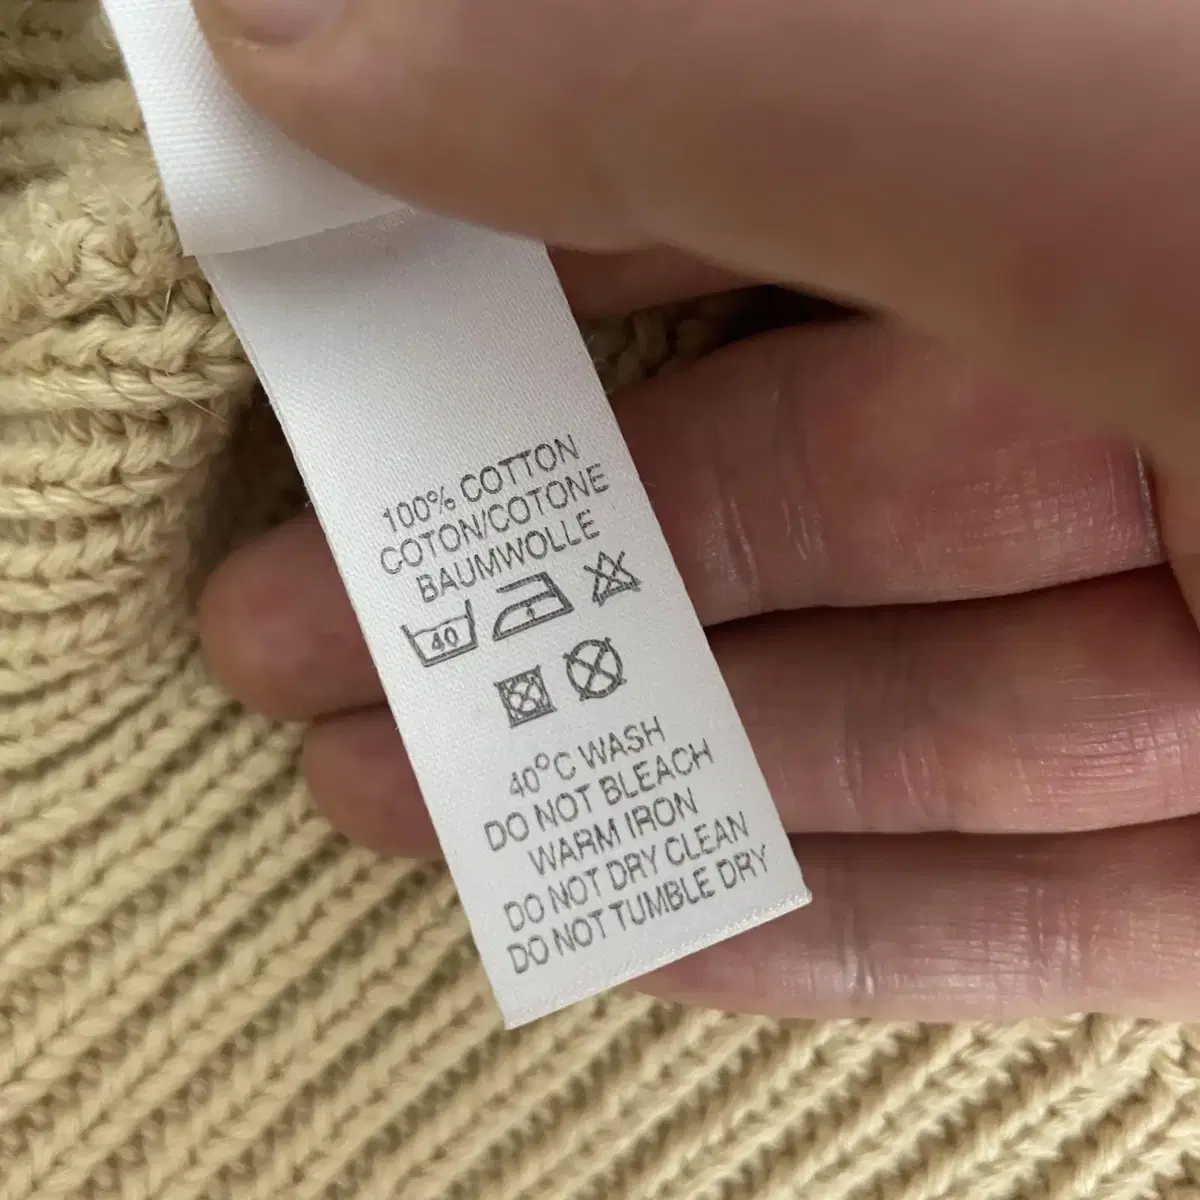 100% COTTON
COTON/COTONE
BAUMWOLLE
40
40°C WASH
DO NOT BLEACH
WARM IRON
DO NOT DRY CLEAN
DO NOT TUMBLE DRY